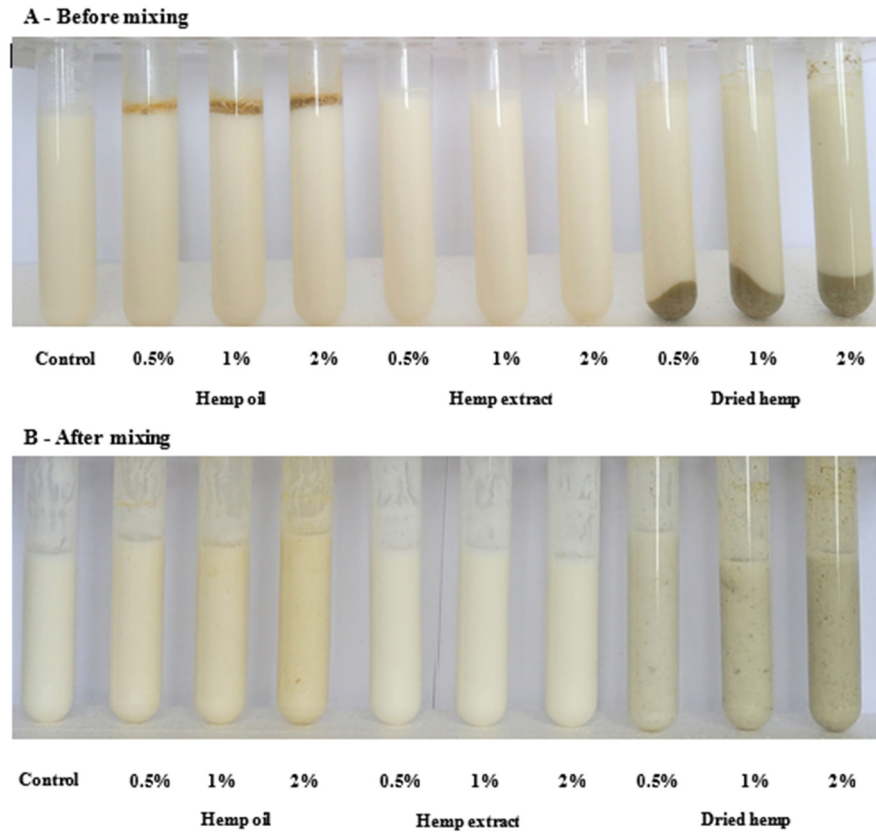 A - Before mixing
Control 0.5% 1% 2% 0.5% 1% 2% 0.5% 1% 2%
Hemp oil Hemp extract Dried hemp
B - After mixing
Control 0.5% 1% 2% 0.5% 1% 2% 0.5% 1% 2%
Hemp oil Hemp extract Dried hemp